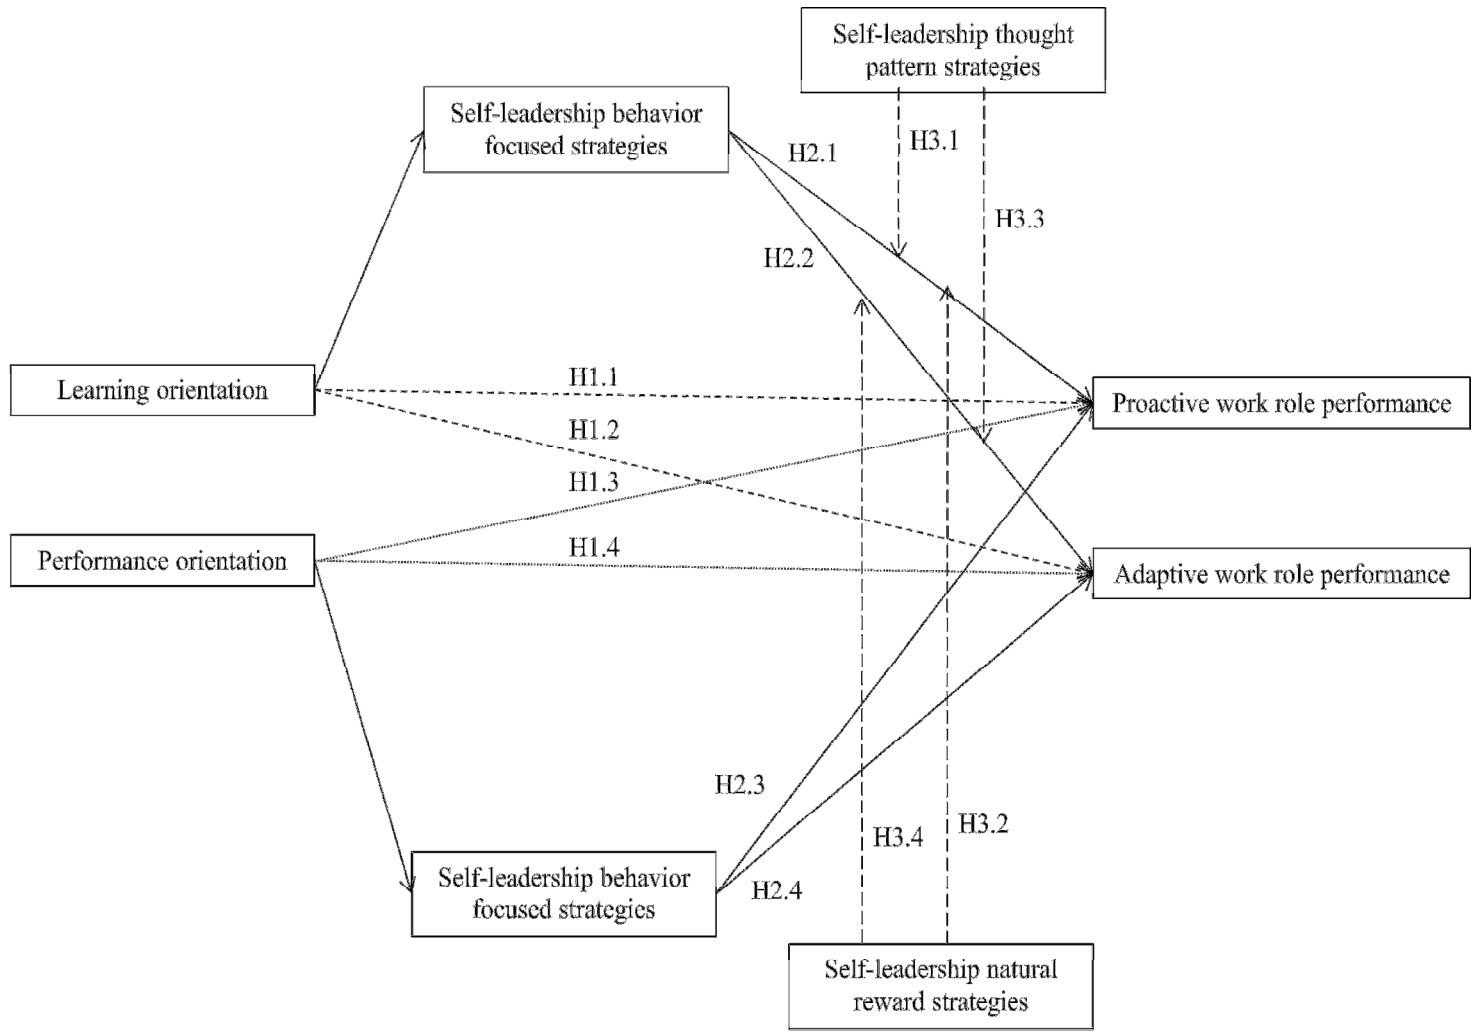 Self-leadership thought
pattern strategies
Self-leadership behavior
focused strategies
H2.1
H3.1
H3.3
H2.2
Learning orientation
H1.1
Proactive work role performance
H1.2
H1.3
Performance orientation
H1.4
Adaptive work role performance
H2.3
H3.4
H3.2
Self-leadership behavior
focused strategies
H2.4
Self-leadership natural
reward strategies